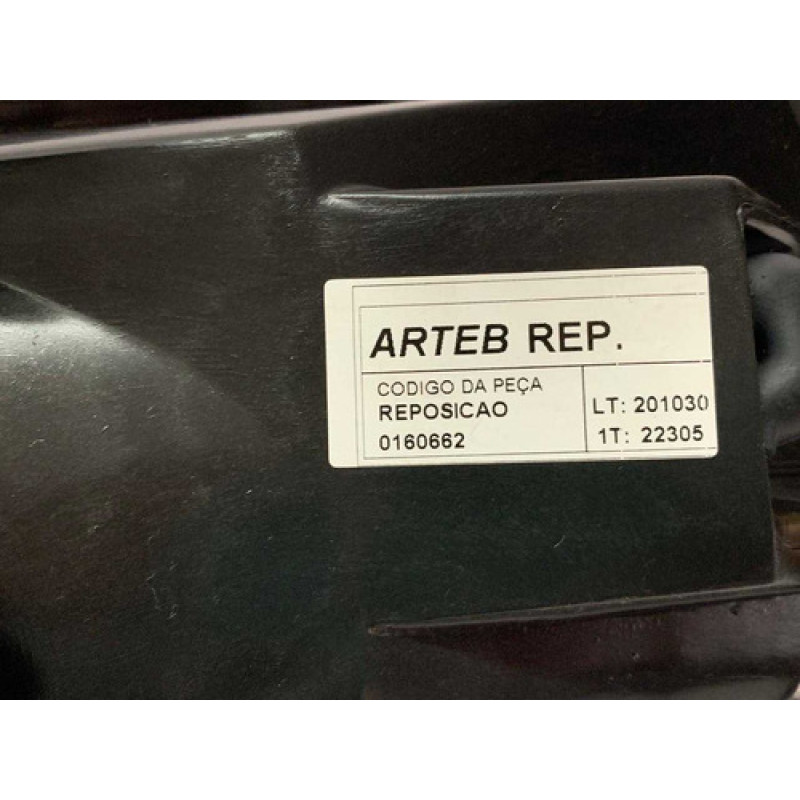 ARTEB REP.
CODIGO DA PEÇA
REPOSICAO
0160662
LT: 201030
1T: 22305